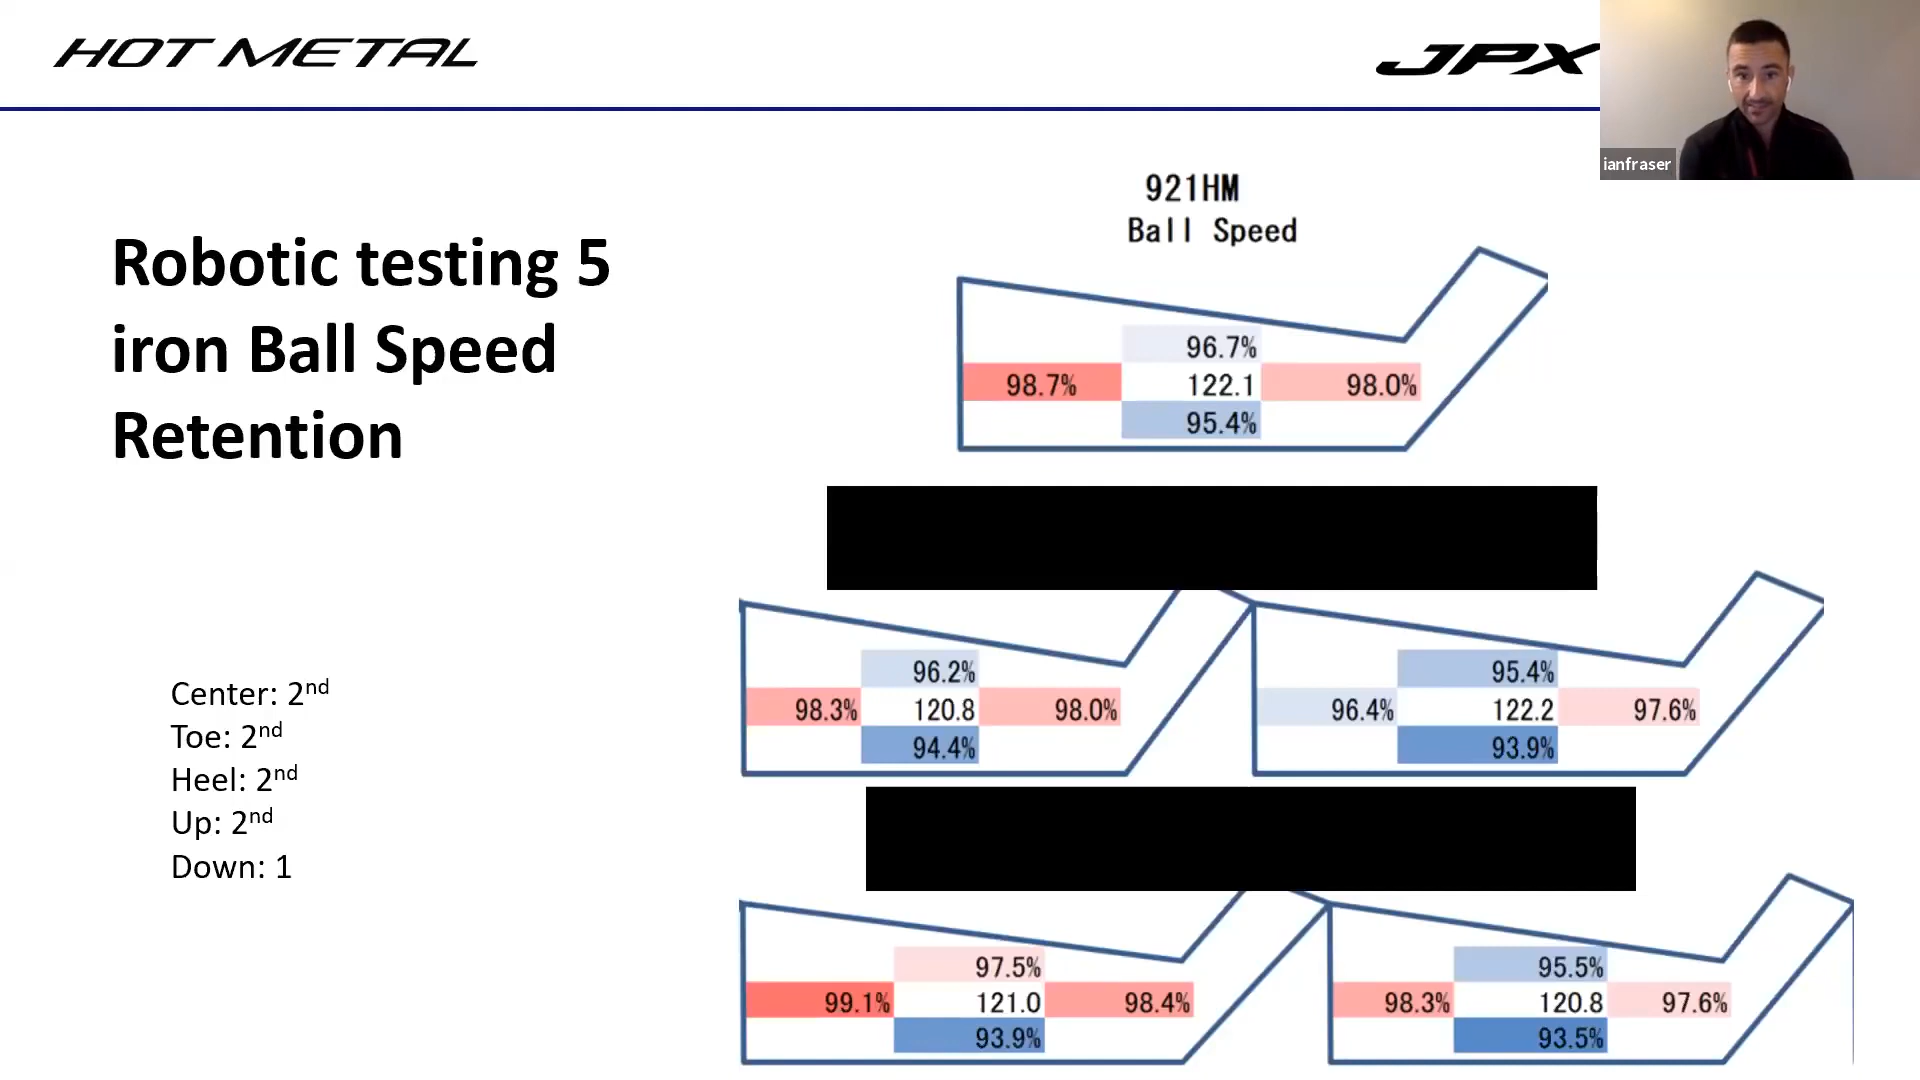 HOT METAL
JPX
ianfraser
Robotic testing 5
iron Ball Speed
Retention
921HM
Ball Speed
96.7%
98.7% 122.1 98.0%
95.4%
96.2%
98.3% 120.8 98.0%
94.4%
95.4%
96.4% 122.2 97.6%
93.9%
Center: 2nd
Toe: 2nd
Heel: 2nd
Up: 2nd
Down: 1
97.5%
99.1% 121.0 98.4%
93.9%
95.5%
98.3% 120.8 97.6%
93.5%